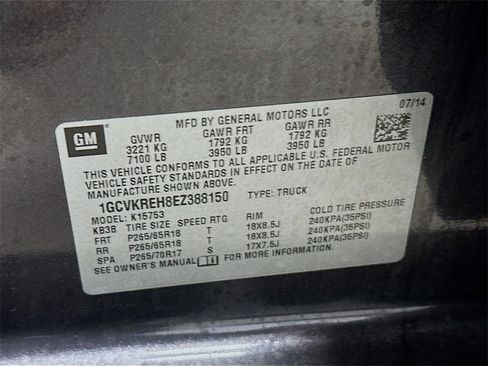 07/14
MFD BY GENERAL MOTORS LLC
GM
GVWR GAWR FRT GAWR RR
3221 KG 1792 KG 1792 KG
7100 LB 3950 LB 3950 LB
THIS VEHICLE CONFORMS TO ALL APPLICABLE U.S. FEDERAL MOTOR
VEHICLE SAFETY STANDARDS IN EFFECT ON THE DATE OF
MANUFACTURE SHOWN ABOVE.
1GCVKREH8EZ388150 TYPE: TRUCK
MODEL: K15753
KB3B TIRE SIZE SPEED RTG RIM COLD TIRE PRESSURE
FRT P265/65R18 T 18X8.5J 240KPA(35PSI)
RR P265/65R18 T 18X8.5J 240KPA(35PSI)
SPA P265/70R17 S 17X7.5J 240KPA(35PSI)
SEE OWNER'S MANUAL FOR MORE INFORMATION.